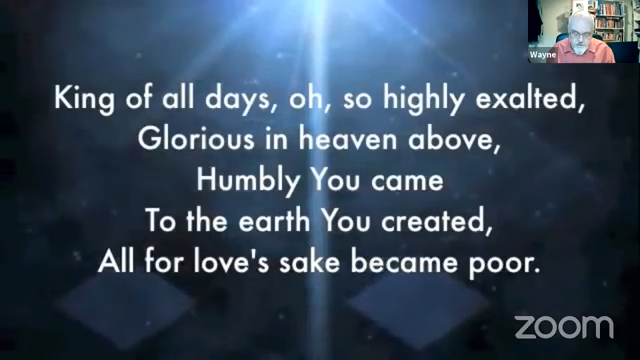 Wayne
King of all days, oh, so highly exalted,
Glorious in heaven above,
Humbly You came
To the earth You created,
All for love's sake became poor.
zoom